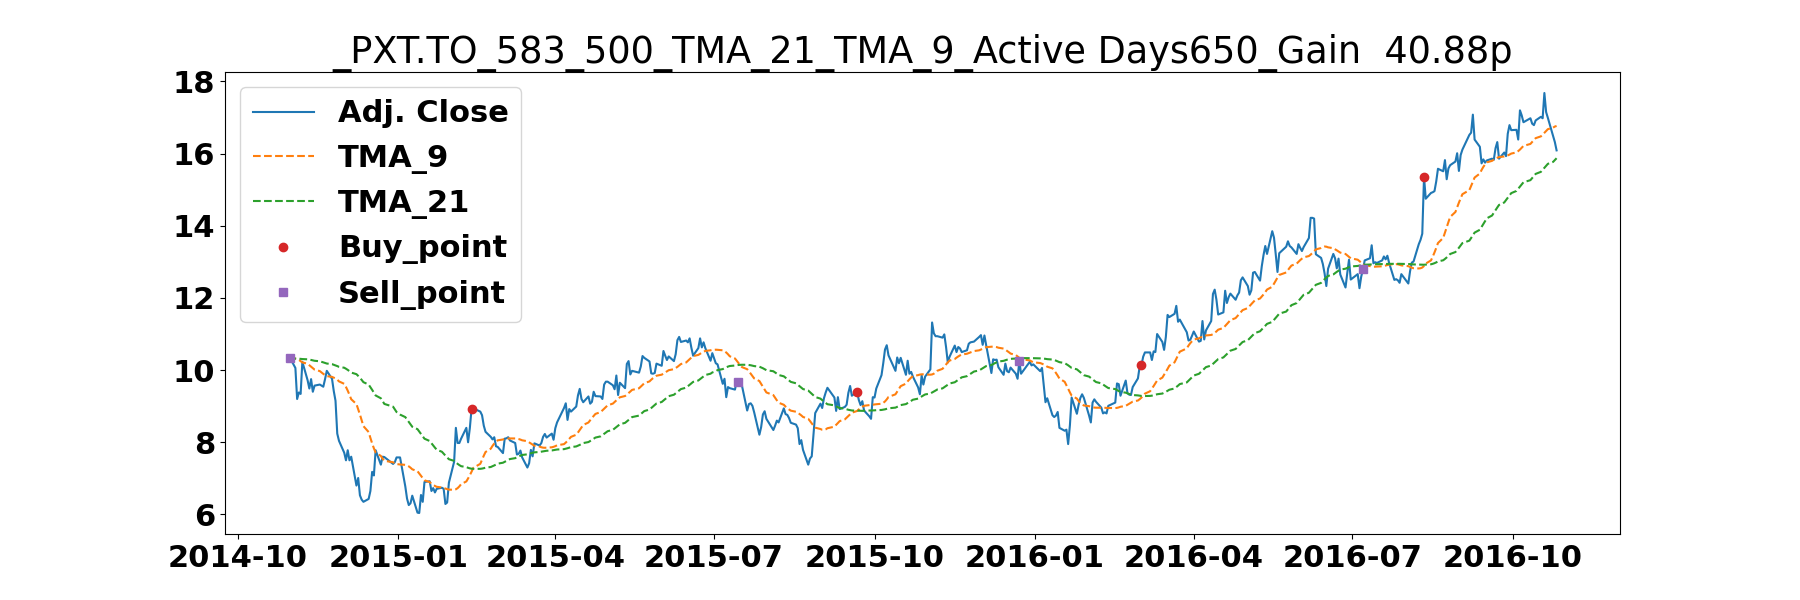 _PXT.TO_583_500_TMA_21_TMA_9_Active Days650_Gain  40.88p
18
16
14
12
10
8
6
Adj. Close
TMA_9
TMA_21
Buy_point
Sell_point
2014-10 2015-01 2015-04 2015-07 2015-10 2016-01 2016-04 2016-07 2016-10